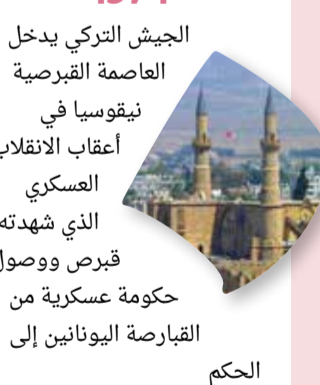 الجيش التركي يدخل
العاصمة القبرصية
نيقوسيا في
أعقاب الانقلاب
العسكري
الذي شهدته
قبرص ووصول
حكومة عسكرية من
القبارصة اليونانين إلى
الحكم